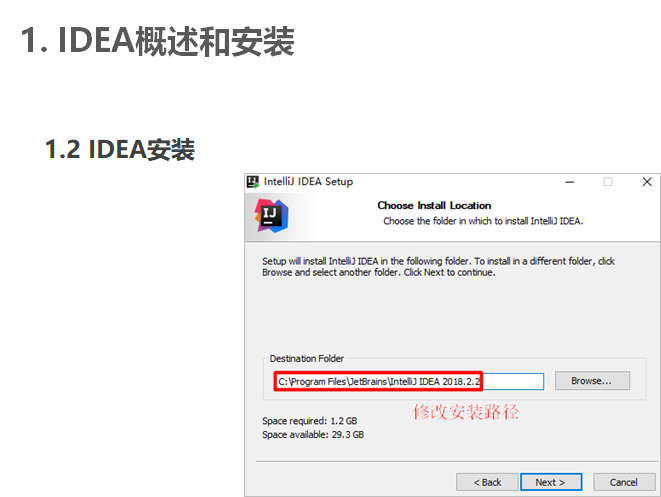 1. IDEA概述和安装
1.2 IDEA安装
IntelliJ IDEA Setup
Choose Install Location
Choose the folder in which to install IntelliJ IDEA.
IJ
Setup will install IntelliJ IDEA in the following folder. To install in a different folder, click
Browse and select another folder. Click Next to continue.
Destination Folder
C:\Program Files\JetBrains\IntelliJ IDEA 2018.2.2
Browse...
修改安装路径
Space required: 1.2 GB
Space available: 29.3 GB
< Back
Next >
Cancel